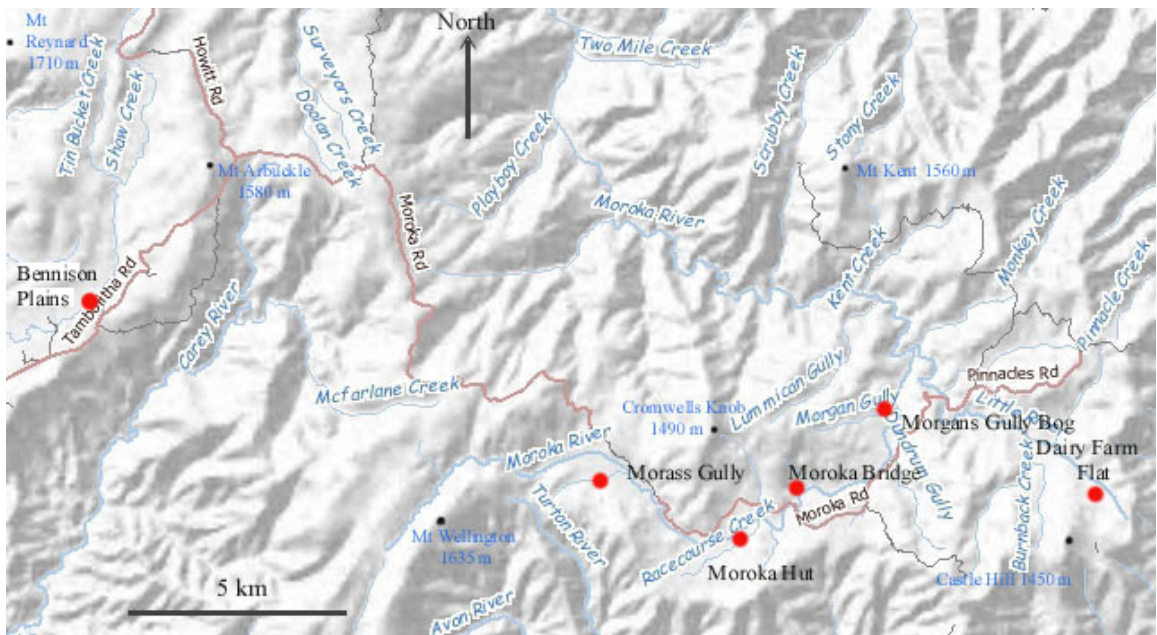 Mt
Reynard
1710 m
North
Two Mile Creek
Howitt Rd
Surveyors Creek
Doolan Creek
Tin Bucket Creek
Shaw Creek
Scrubby Creek
Stony Creek
Mt Arbuckle
1580 m
Mt Kent 1560 m
Playboy Creek
Moroka River
Moroka Rd
Monkey Creek
Kent Creek
Pinnacle Creek
Bennison
Plains
Tamboritha Rd
Carey River
Mcfarlane Creek
Pinnacles Rd
Lummican Gully
Cromwells Knob
1490 m
Morgan Gully
Morgans Gully Bog
Moroka River
Dairy Farm
Flat
Morass Gully
Moroka Bridge
Moroka Rd
Burnback Creek
Turton River
Mt Wellington
1635 m
Racecourse Creek
Moroka Hut
Castle Hill 1450 m
5 km
Avon River